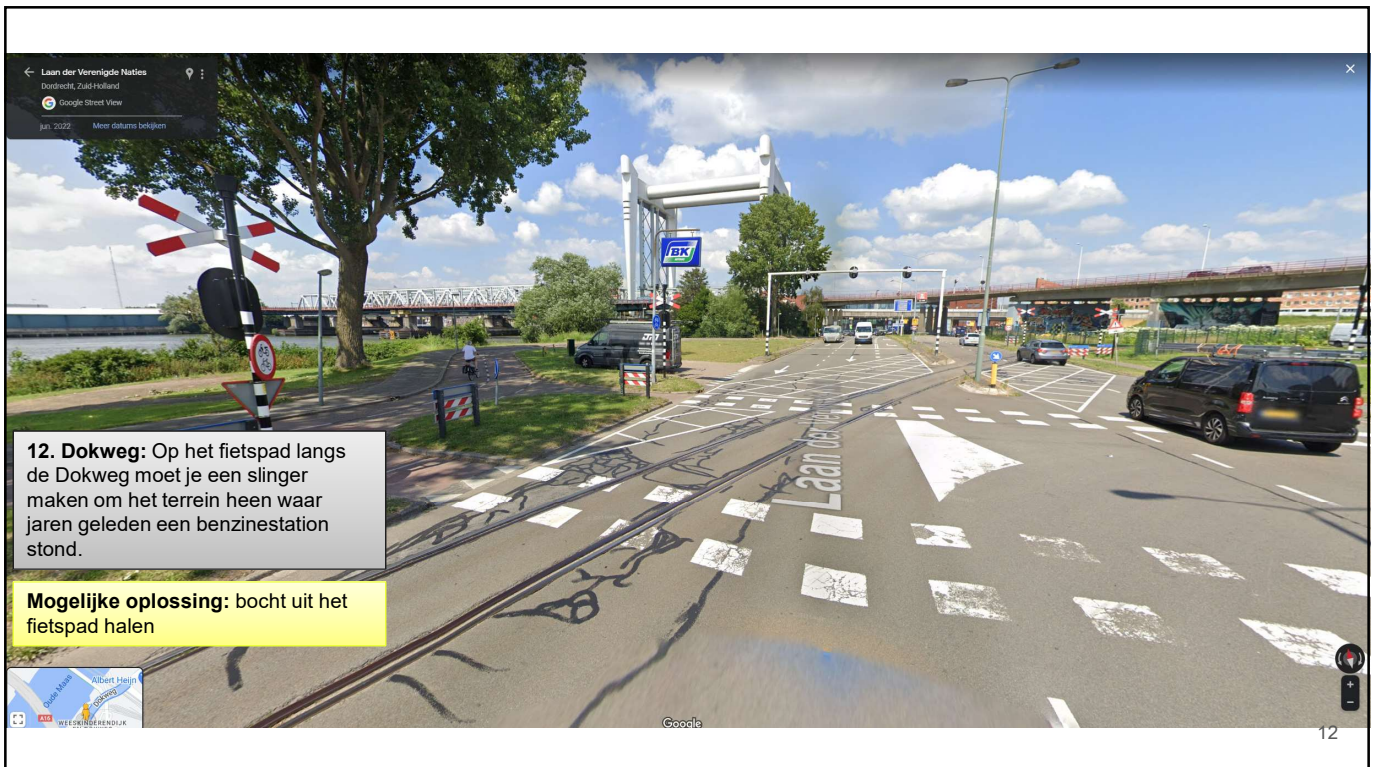 Laan der Verenigde Naties
Dordrecht, Zuid-Holland
Google Street View
jun. 2022 Meer datums bekijken
BK
Laan der
12. Dokweg: Op het fietspad langs
de Dokweg moet je een slinger
maken om het terrein heen waar
jaren geleden een benzinestation
stond.
Mogelijke oplossing: bocht uit het
fietspad halen
Oude Maas
Albert Heijn
Dokweg
A16
WEESKINDERENDIJK
Google
12